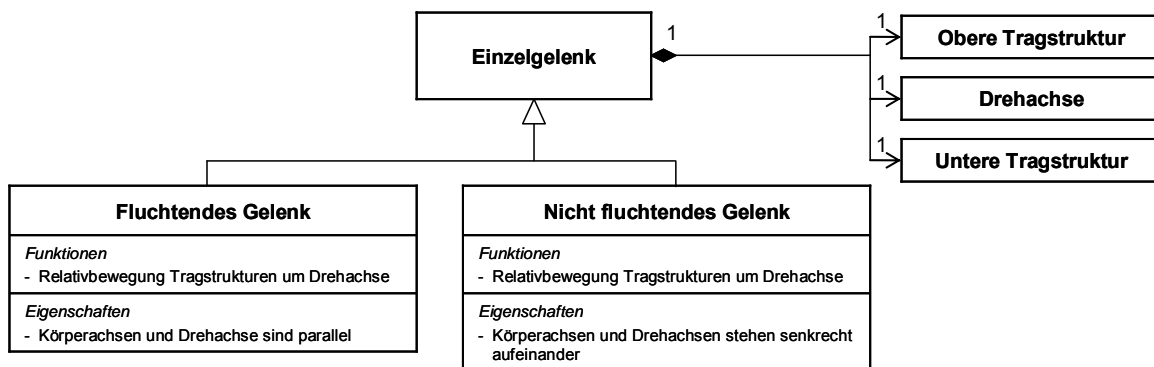 Einzelgelenk
1
1
Obere Tragstruktur
1
Drehachse
1
Untere Tragstruktur
Fluchtendes Gelenk
Funktionen
- Relativbewegung Tragstrukturen um Drehachse
Eigenschaften
- Körperachsen und Drehachse sind parallel
Nicht fluchtendes Gelenk
Funktionen
- Relativbewegung Tragstrukturen um Drehachse
Eigenschaften
- Körperachsen und Drehachsen stehen senkrecht
aufeinander